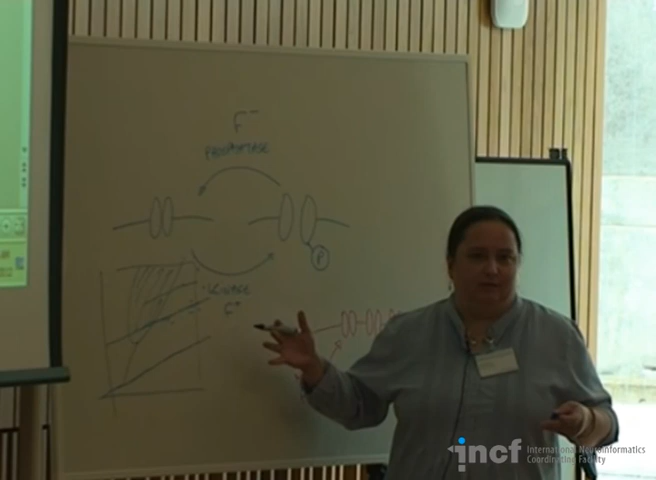 F⁻
PHOSPHATASE
P
KINASE
F⁺
incf International Neuroinformatics
Coordinating Facility